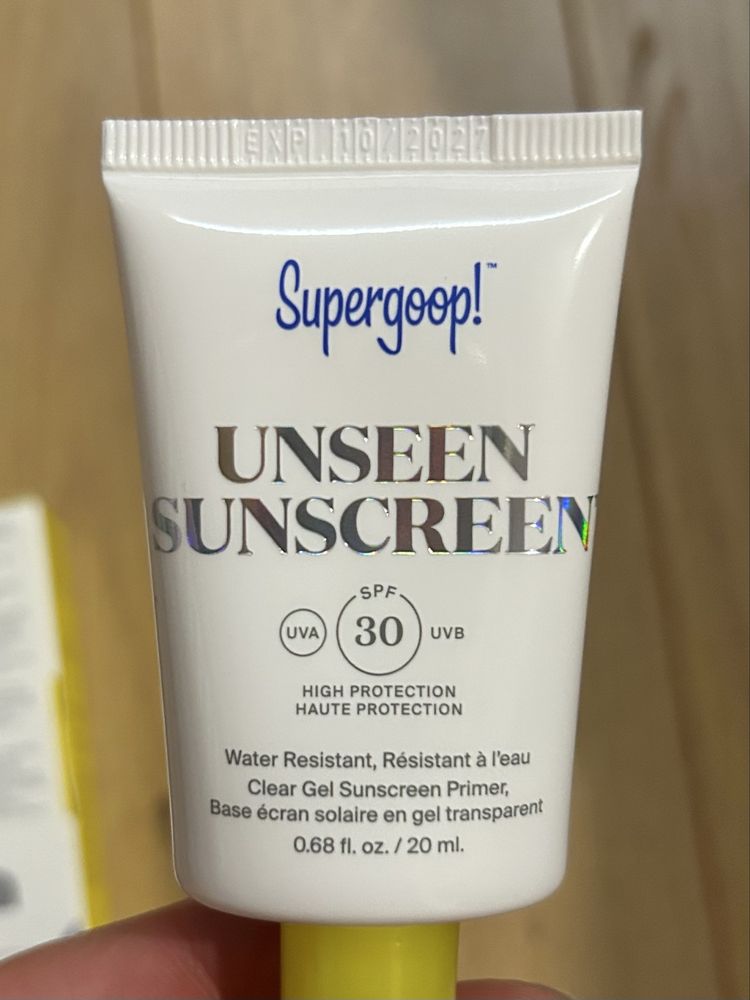 EXP 10/2027
Supergoop!™
UNSEEN
SUNSCREEN
SPF
UVA 30 UVB
HIGH PROTECTION
HAUTE PROTECTION
Water Resistant, Résistant à l'eau
Clear Gel Sunscreen Primer,
Base écran solaire en gel transparent
0.68 fl. oz. / 20 ml.